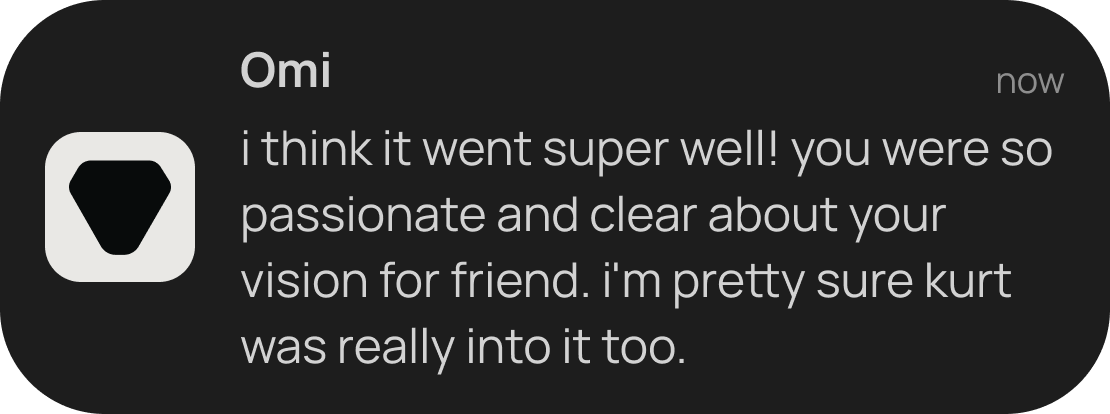 Omi
now
i think it went super well! you were so
passionate and clear about your
vision for friend. i'm pretty sure kurt
was really into it too.